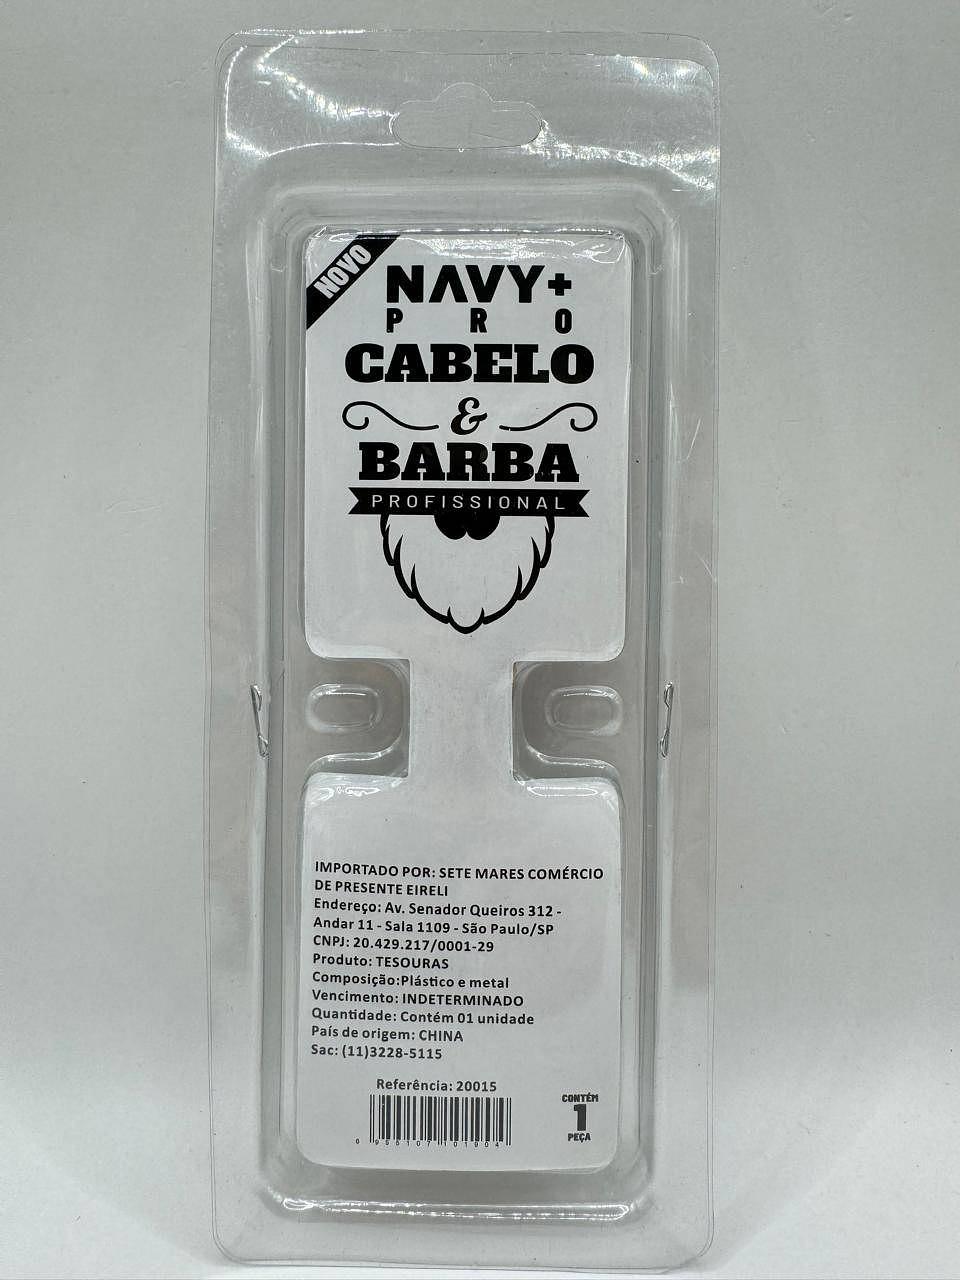 NOVO
NAVY+
PRO
CABELO
&
BARBA
PROFISSIONAL
IMPORTADO POR: SETE MARES COMÉRCIO
DE PRESENTE EIRELI
Endereço: Av. Senador Queiros 312 -
Andar 11 - Sala 1109 - São Paulo/SP
CNPJ: 20.429.217/0001-29
Produto: TESOURAS
Composição:Plástico e metal
Vencimento: INDETERMINADO
Quantidade: Contém 01 unidade
País de origem: CHINA
Sac: (11)3228-5115
Referência: 20015
CONTÉM
1
PEÇA